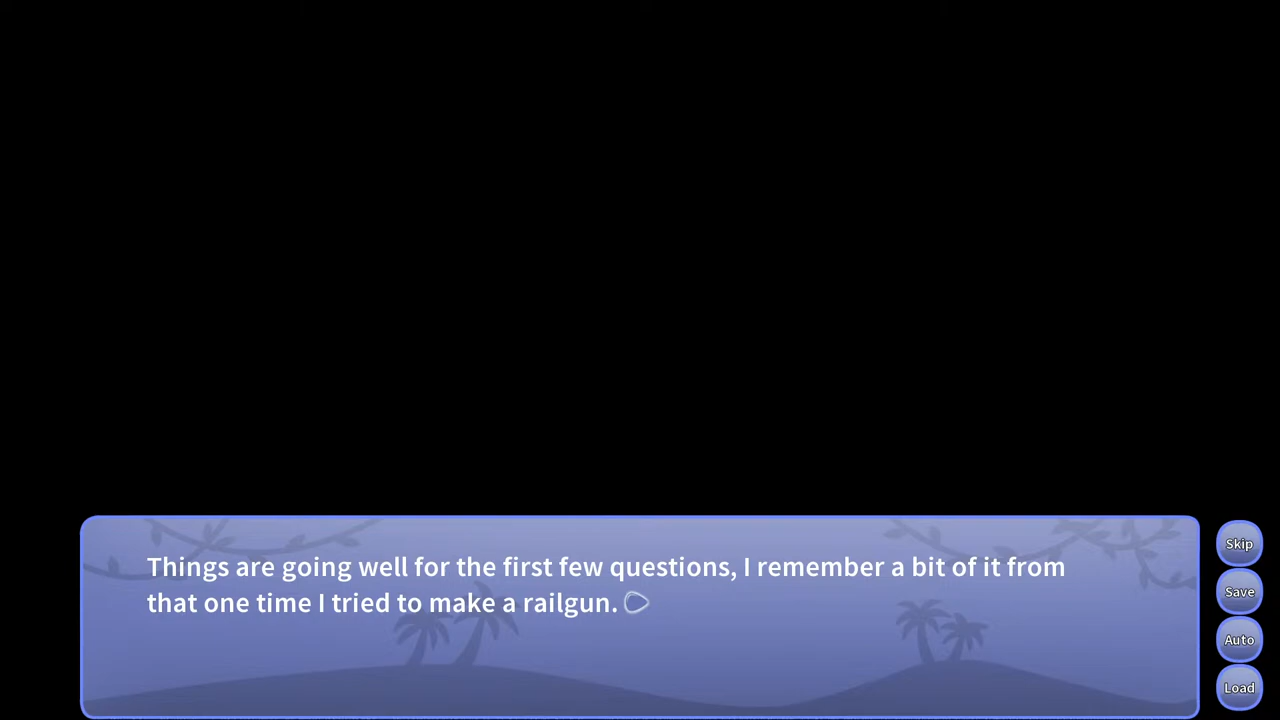 Things are going well for the first few questions, I remember a bit of it from
that one time I tried to make a railgun.
Skip
Save
Auto
Load